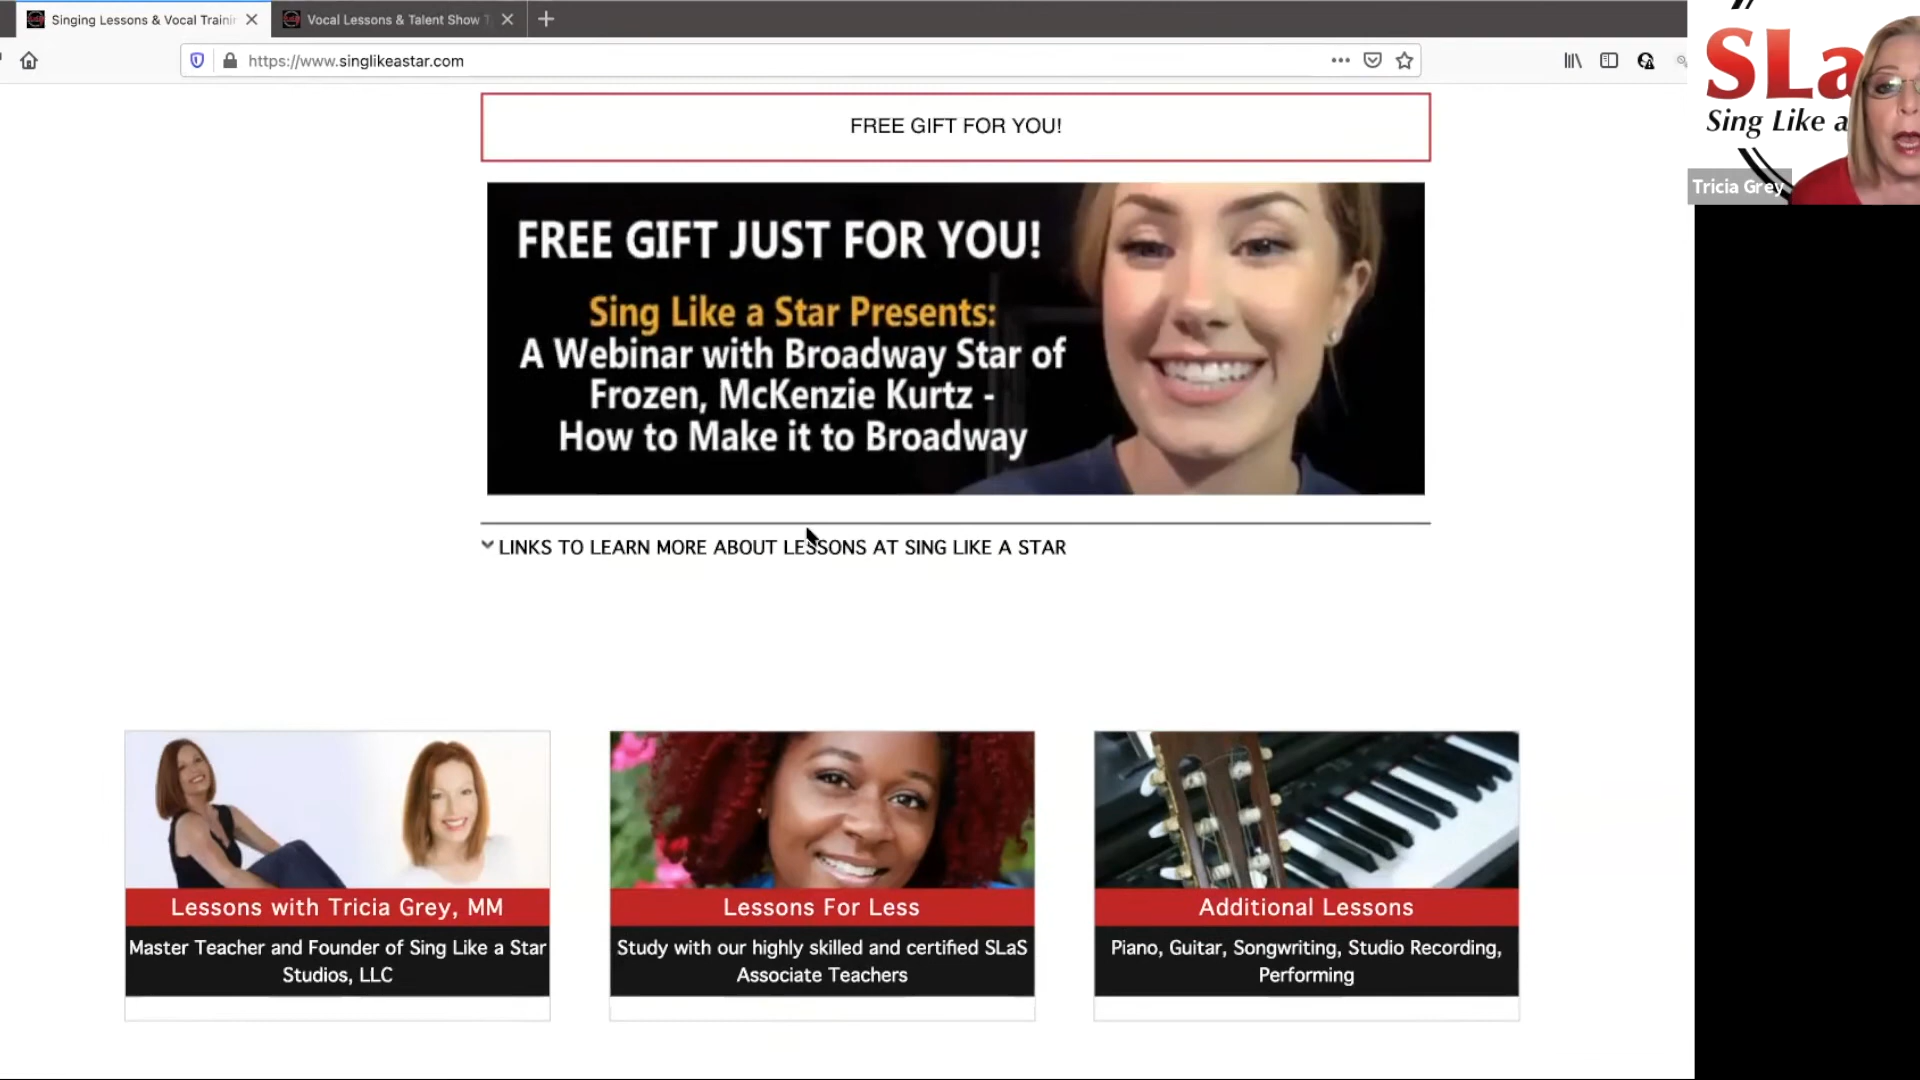 Singing Lessons & Vocal Traini
Vocal Lessons & Talent Show T
https://www.singlikeastar.com
SLa
Sing Like a
Tricia Grey
FREE GIFT FOR YOU!
FREE GIFT JUST FOR YOU!
Sing Like a Star Presents:
A Webinar with Broadway Star of
Frozen, McKenzie Kurtz -
How to Make it to Broadway
LINKS TO LEARN MORE ABOUT LESSONS AT SING LIKE A STAR
Lessons with Tricia Grey, MM
Master Teacher and Founder of Sing Like a Star
Studios, LLC
Lessons For Less
Study with our highly skilled and certified SLaS
Associate Teachers
Additional Lessons
Piano, Guitar, Songwriting, Studio Recording,
Performing